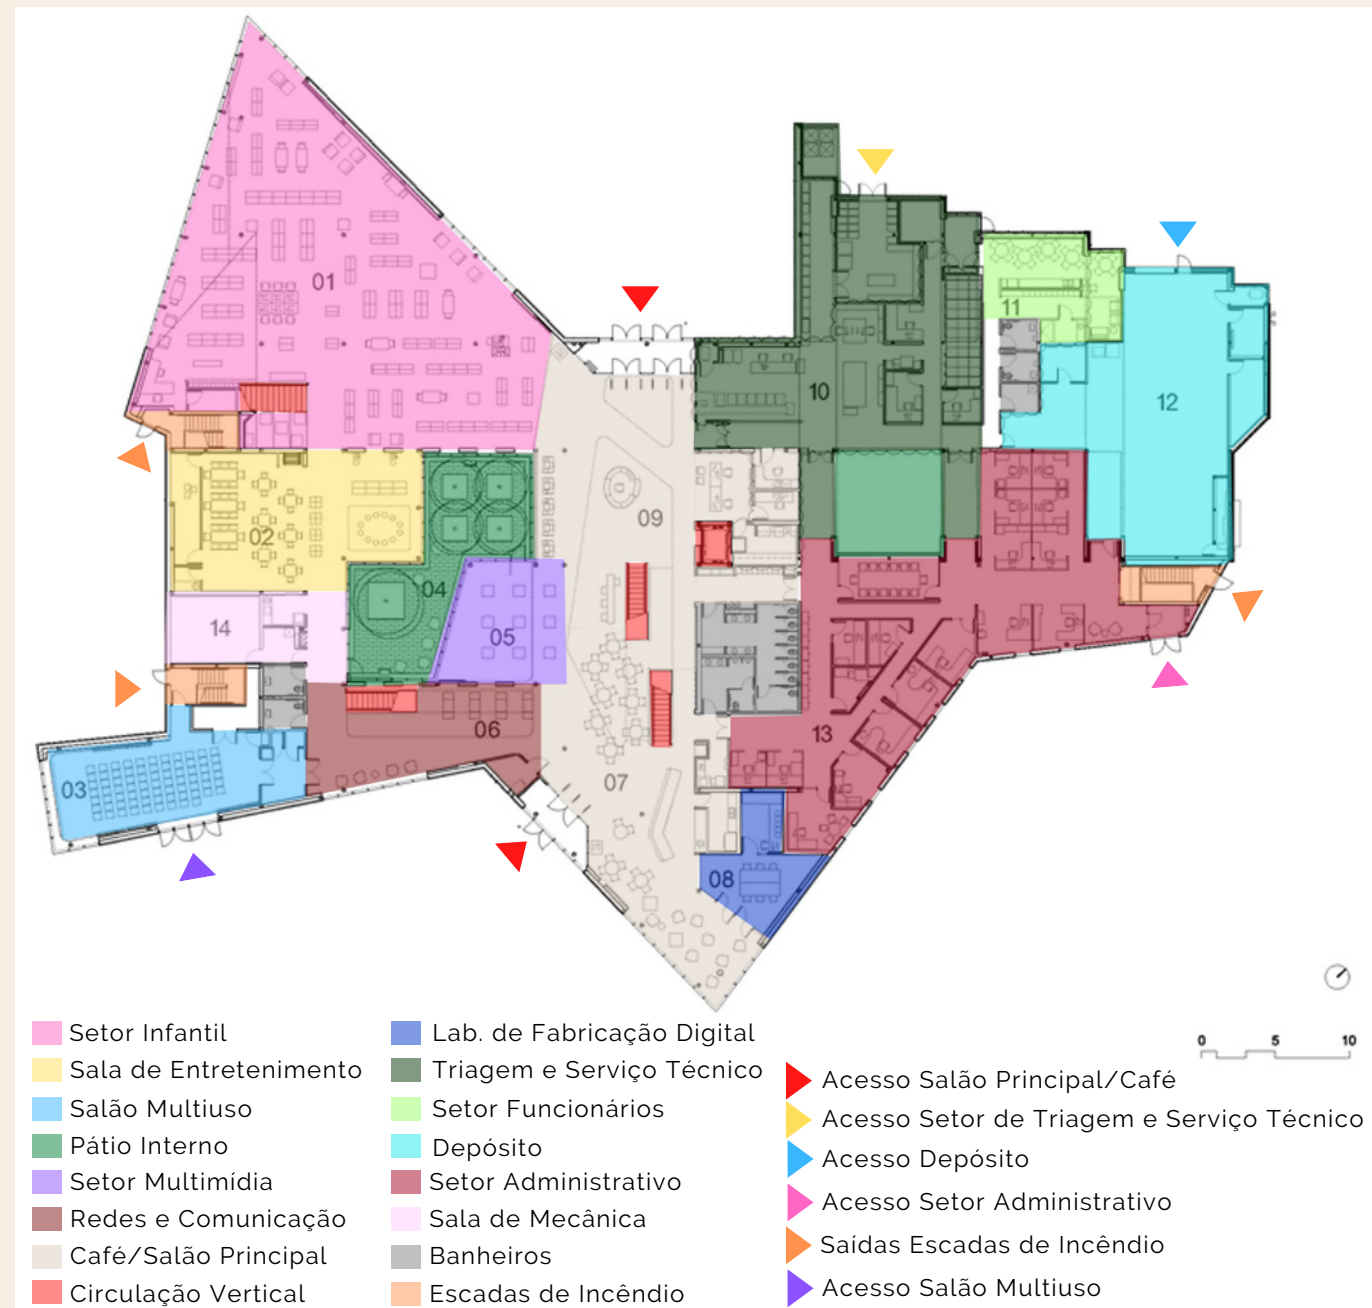 01
10
11
12
09
02
04
05
14
06
13
03
07
08
0 5 10
Setor Infantil
Sala de Entretenimento
Salão Multiuso
Pátio Interno
Setor Multimídia
Redes e Comunicação
Café/Salão Principal
Circulação Vertical
Lab. de Fabricação Digital
Triagem e Serviço Técnico
Setor Funcionários
Depósito
Setor Administrativo
Sala de Mecânica
Banheiros
Escadas de Incêndio
Acesso Salão Principal/Café
Acesso Setor de Triagem e Serviço Técnico
Acesso Depósito
Acesso Setor Administrativo
Saídas Escadas de Incêndio
Acesso Salão Multiuso